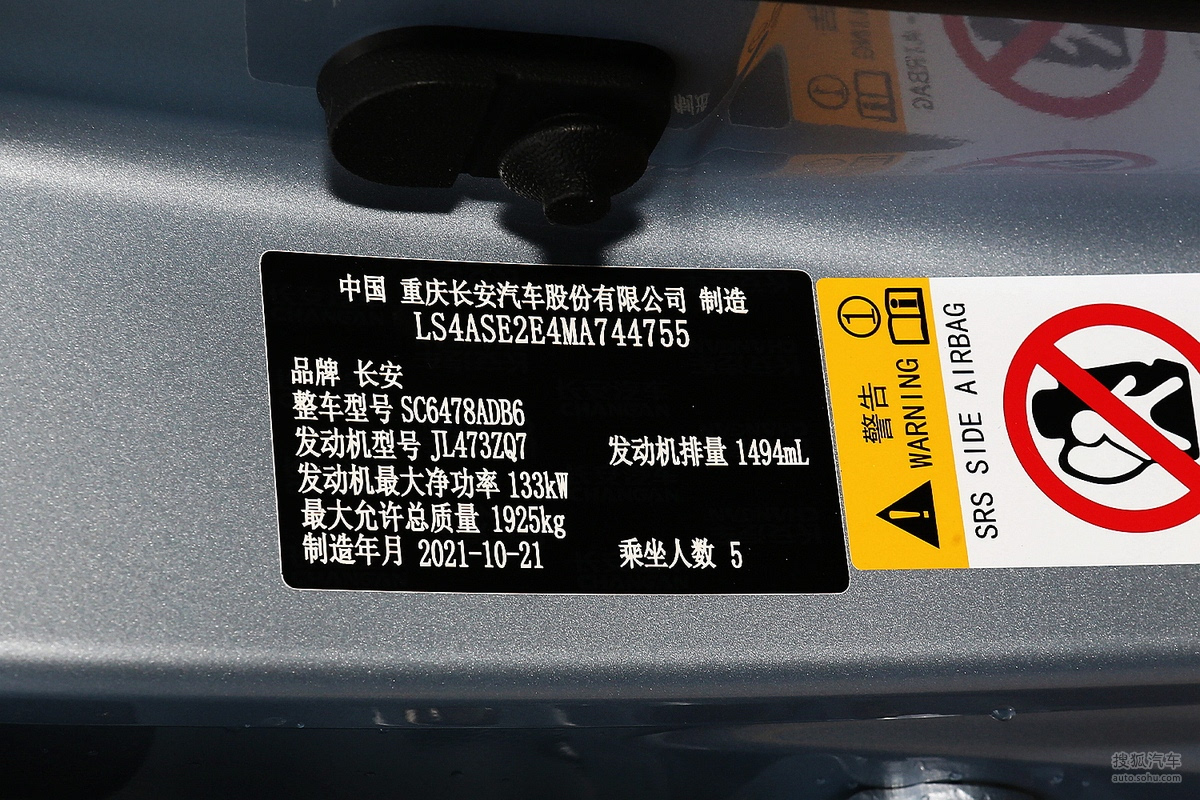 中国 重庆长安汽车股份有限公司 制造
LS4ASE2E4MA744755
品牌 长安
整车型号 SC6478ADB6
发动机型号 JL473ZQ7 发动机排量 1494mL
发动机最大净功率 133kW
最大允许总质量 1925kg
制造年月 2021-10-21 乘坐人数 5
警告
WARNING
SRS SIDE AIRBAG
搜狐汽车
auto.sohu.com